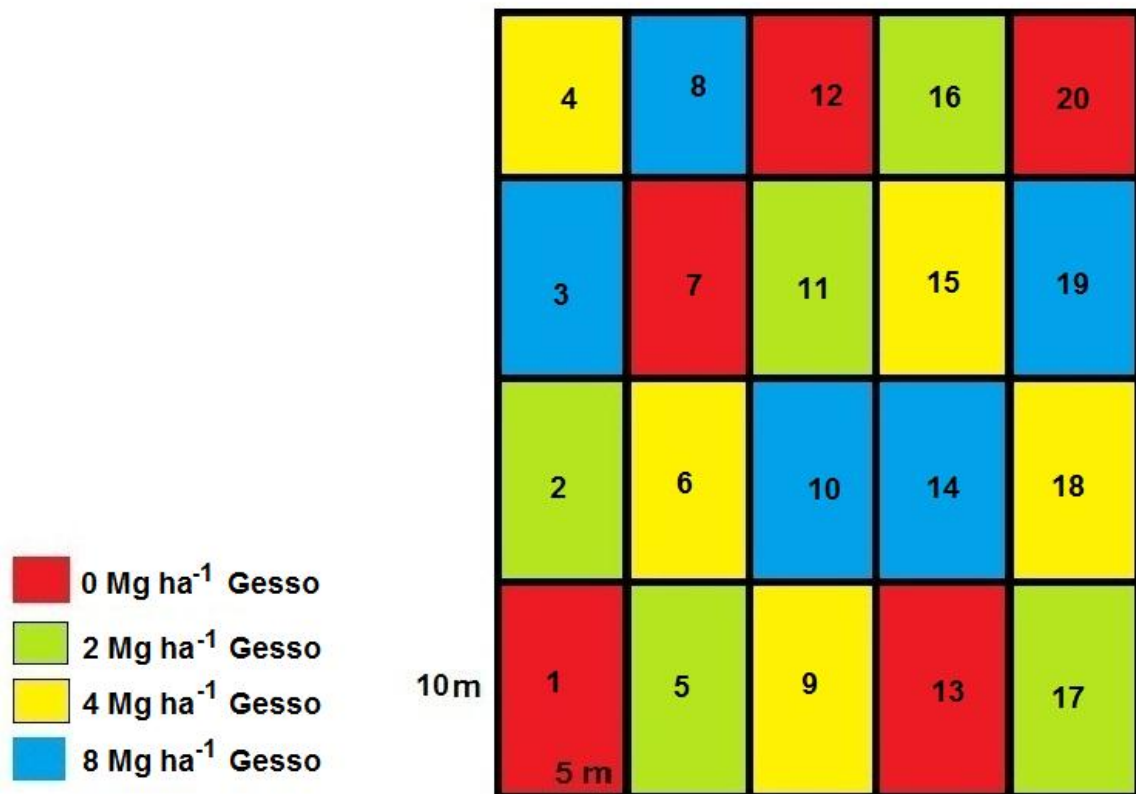 4 8 12 16 20
3 7 11 15 19
2 6 10 14 18
1 5 9 13 17
10 m
5 m
0 Mg ha⁻¹ Gesso
2 Mg ha⁻¹ Gesso
4 Mg ha⁻¹ Gesso
8 Mg ha⁻¹ Gesso